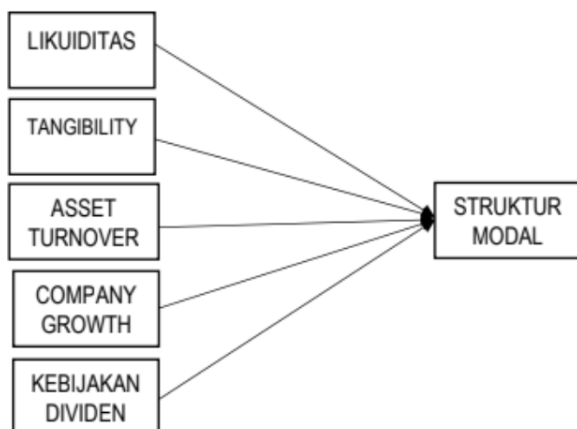 LIKUIDITAS
TANGIBILITY
ASSET
TURNOVER
COMPANY
GROWTH
KEBIJAKAN
DIVIDEN
STRUKTUR
MODAL